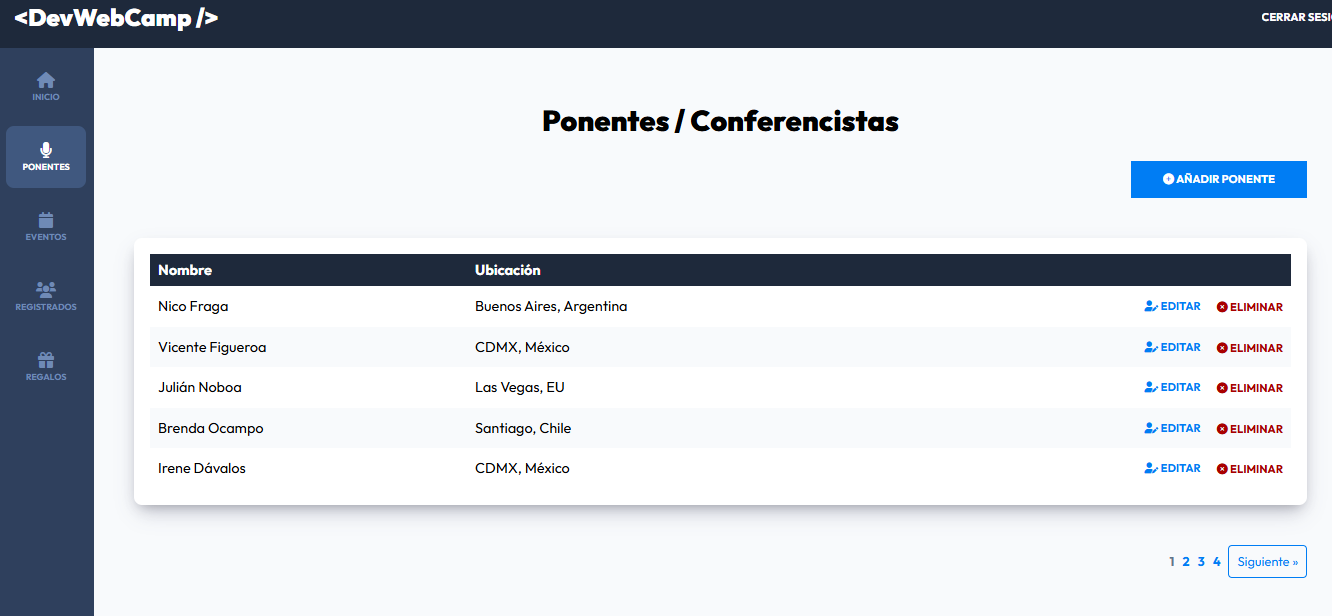 <DevWebCamp />
CERRAR SESI
INICIO
PONENTES
EVENTOS
REGISTRADOS
REGALOS
Ponentes / Conferencistas
AÑADIR PONENTE
Nombre Ubicación
Nico Fraga Buenos Aires, Argentina EDITAR ELIMINAR
Vicente Figueroa CDMX, México EDITAR ELIMINAR
Julián Noboa Las Vegas, EU EDITAR ELIMINAR
Brenda Ocampo Santiago, Chile EDITAR ELIMINAR
Irene Dávalos CDMX, México EDITAR ELIMINAR
1 2 3 4 Siguiente »